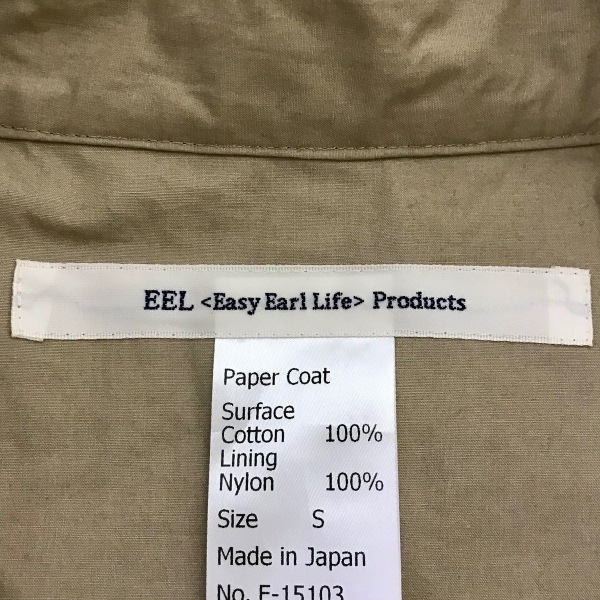 EEL <Easy Earl Life> Products
Paper Coat
Surface
Cotton 100%
Lining
Nylon 100%
Size S
Made in Japan
No. E-15103